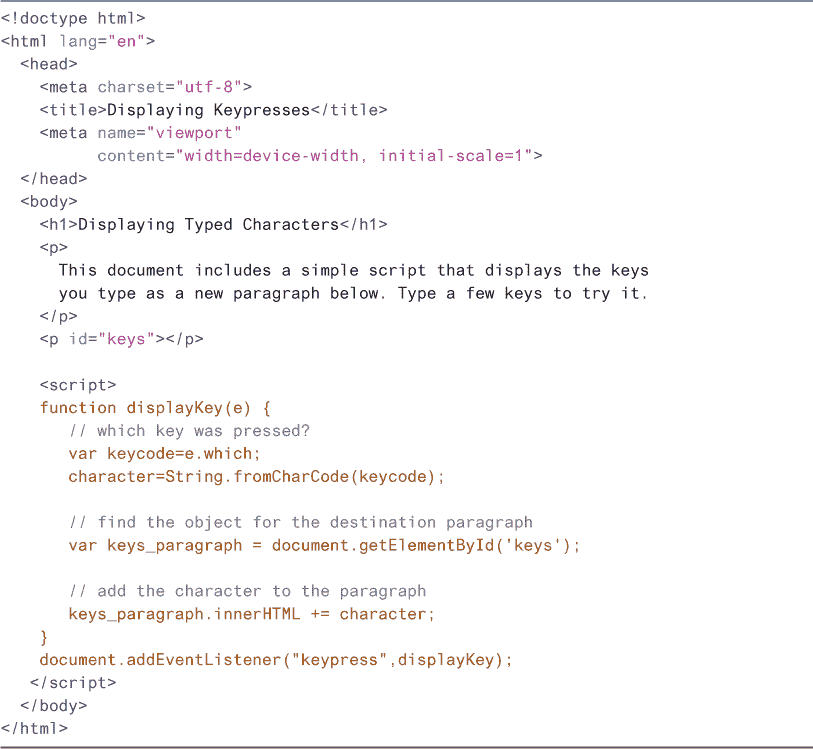 <!doctype html>
<html lang="en">
<head>
<meta charset="utf-8">
<title>Displaying Keypresses</title>
<meta name="viewport"
content="width=device-width, initial-scale=1">
</head>
<body>
<h1>Displaying Typed Characters</h1>
<p>
This document includes a simple script that displays the keys
you type as a new paragraph below. Type a few keys to try it.
</p>
<p id="keys"></p>
<script>
function displayKey(e) {
// which key was pressed?
var keycode=e.which;
character=String.fromCharCode(keycode);
// find the object for the destination paragraph
var keys_paragraph = document.getElementById('keys');
// add the character to the paragraph
keys_paragraph.innerHTML += character;
}
document.addEventListener("keypress",displayKey);
</script>
</body>
</html>